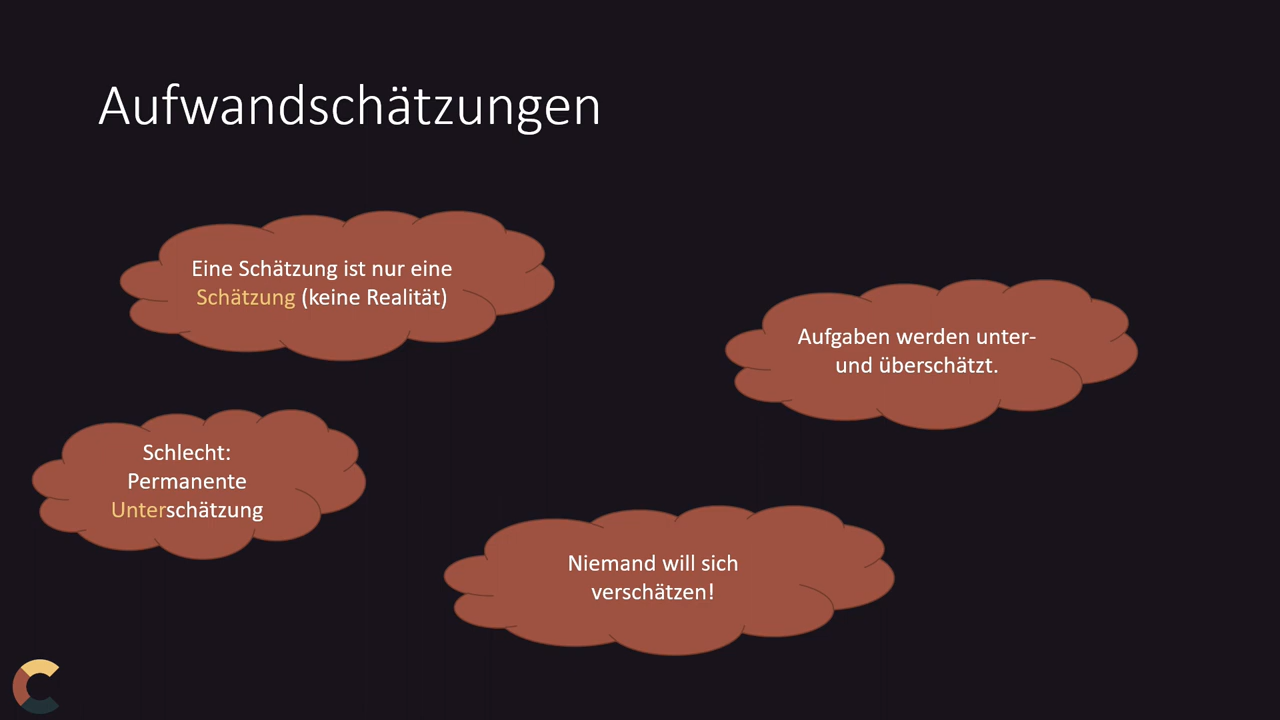 Aufwandschätzungen
Eine Schätzung ist nur eine
Schätzung (keine Realität)
Aufgaben werden unter-
und überschätzt.
Schlecht:
Permanente
Unterschätzung
Niemand will sich
verschätzen!